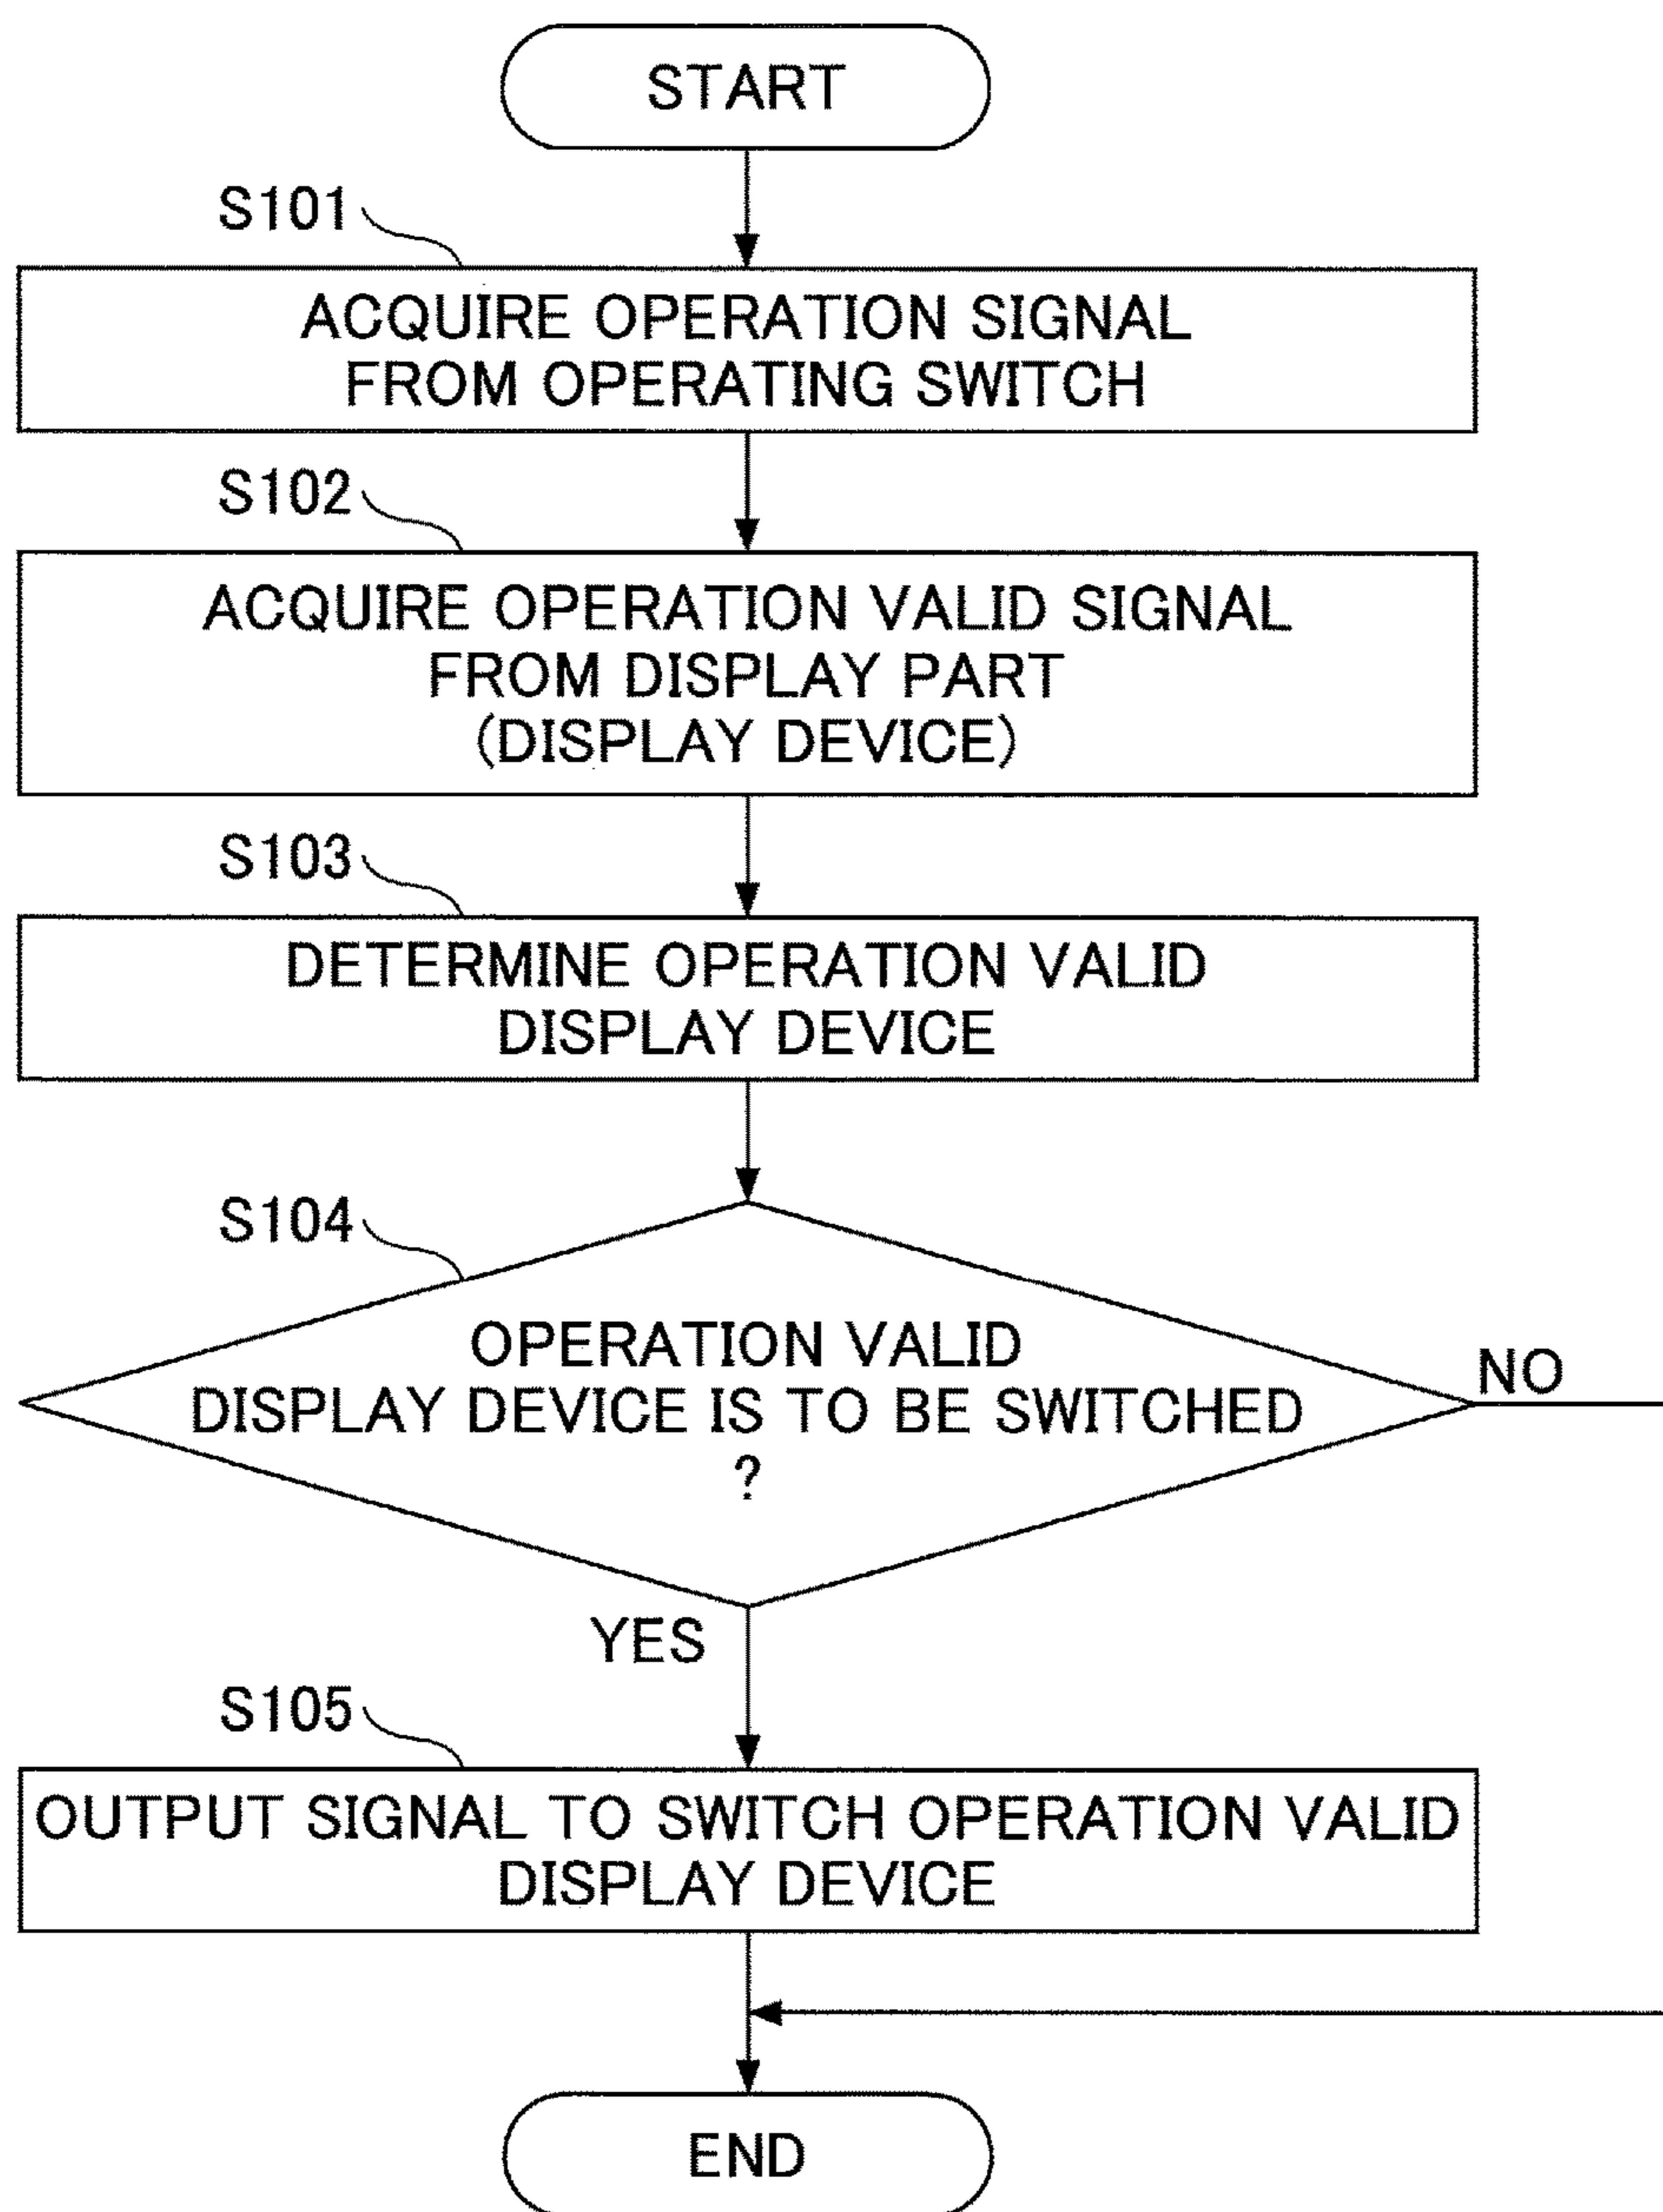 START
S101
ACQUIRE OPERATION SIGNAL
FROM OPERATING SWITCH
S102
ACQUIRE OPERATION VALID SIGNAL
FROM DISPLAY PART
(DISPLAY DEVICE)
S103
DETERMINE OPERATION VALID
DISPLAY DEVICE
S104
OPERATION VALID
DISPLAY DEVICE IS TO BE SWITCHED
?
NO
YES
S105
OUTPUT SIGNAL TO SWITCH OPERATION VALID
DISPLAY DEVICE
END